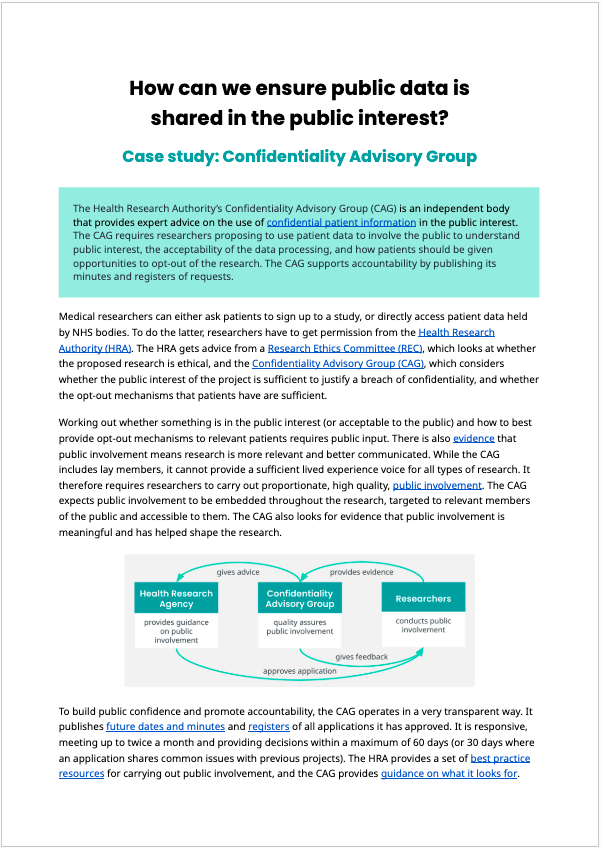 How can we ensure public data is
shared in the public interest?
Case study: Confidentiality Advisory Group
The Health Research Authority's Confidentiality Advisory Group (CAG) is an independent body
that provides expert advice on the use of confidential patient information in the public interest.
The CAG requires researchers proposing to use patient data to involve the public to understand
public interest, the acceptability of the data processing, and how patients should be given
opportunities to opt-out of the research. The CAG supports accountability by publishing its
minutes and registers of requests.
Medical researchers can either ask patients to sign up to a study, or directly access patient data held
by NHS bodies. To do the latter, researchers have to get permission from the Health Research
Authority (HRA). The HRA gets advice from a Research Ethics Committee (REC), which looks at whether
the proposed research is ethical, and the Confidentiality Advisory Group (CAG), which considers
whether the public interest of the project is sufficient to justify a breach of confidentiality, and whether
the opt-out mechanisms that patients have are sufficient.
Working out whether something is in the public interest (or acceptable to the public) and how to best
provide opt-out mechanisms to relevant patients requires public input. There is also evidence that
public involvement means research is more relevant and better communicated. While the CAG
includes lay members, it cannot provide a sufficient lived experience voice for all types of research. It
therefore requires researchers to carry out proportionate, high quality, public involvement. The CAG
expects public involvement to be embedded throughout the research, targeted to relevant members
of the public and accessible to them. The CAG also looks for evidence that public involvement is
meaningful and has helped shape the research.
gives advice
provides evidence
Health Research
Agency
provides guidance
on public
involvement
Confidentiality
Advisory Group
quality assures
public involvement
Researchers
conducts public
involvement
gives feedback
approves application
To build public confidence and promote accountability, the CAG operates in a very transparent way. It
publishes future dates and minutes and registers of all applications it has approved. It is responsive,
meeting up to twice a month and providing decisions within a maximum of 60 days (or 30 days where
an application shares common issues with previous projects). The HRA provides a set of best practice
resources for carrying out public involvement, and the CAG provides guidance on what it looks for.